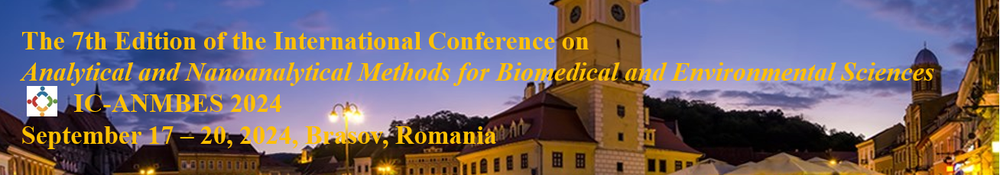 The 7th Edition of the International Conference on
Analytical and Nanoanalytical Methods for Biomedical and Environmental Sciences
IC-ANMBES 2024
September 17 – 20, 2024, Brasov, Romania